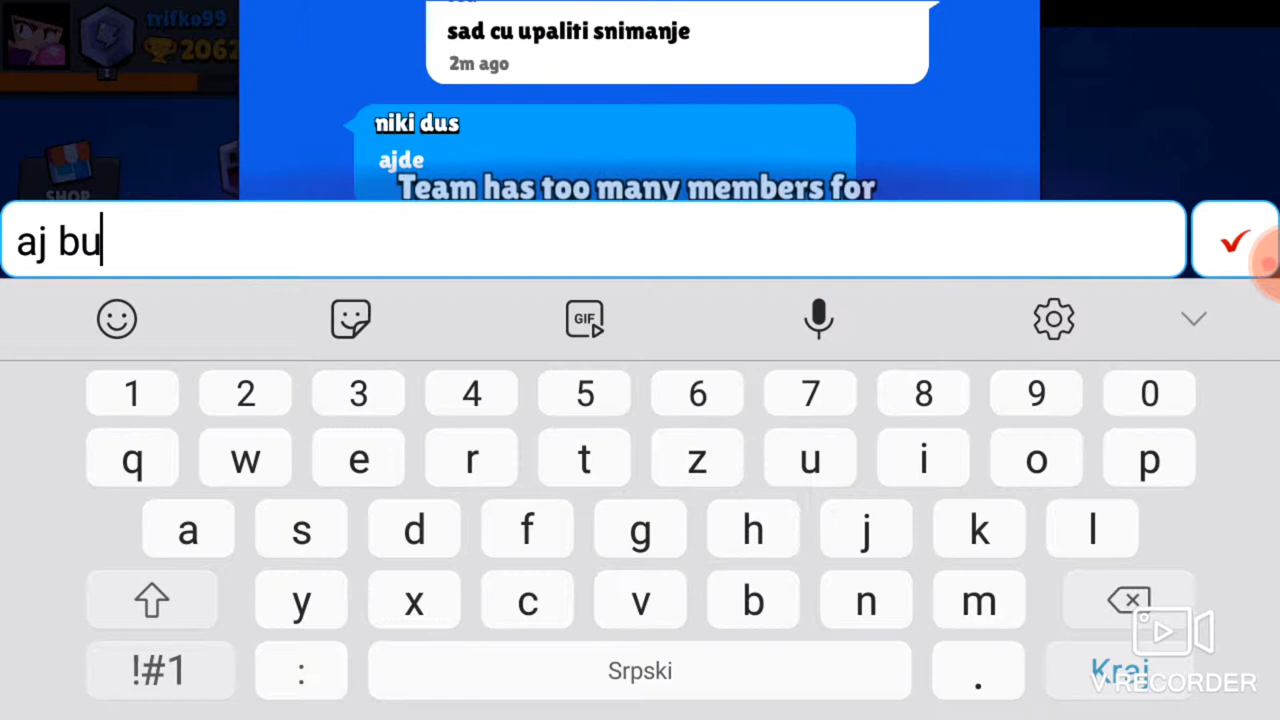 trifko99
2062
SHOP
sad cu upaliti snimanje
2m ago
niki dus
ajde
Team has too many members for
aj bu
GIF
1 2 3 4 5 6 7 8 9 0
q w e r t z u i o p
a s d f g h j k l
y x c v b n m
!#1 : Srpski . Kraj
V RECORDER